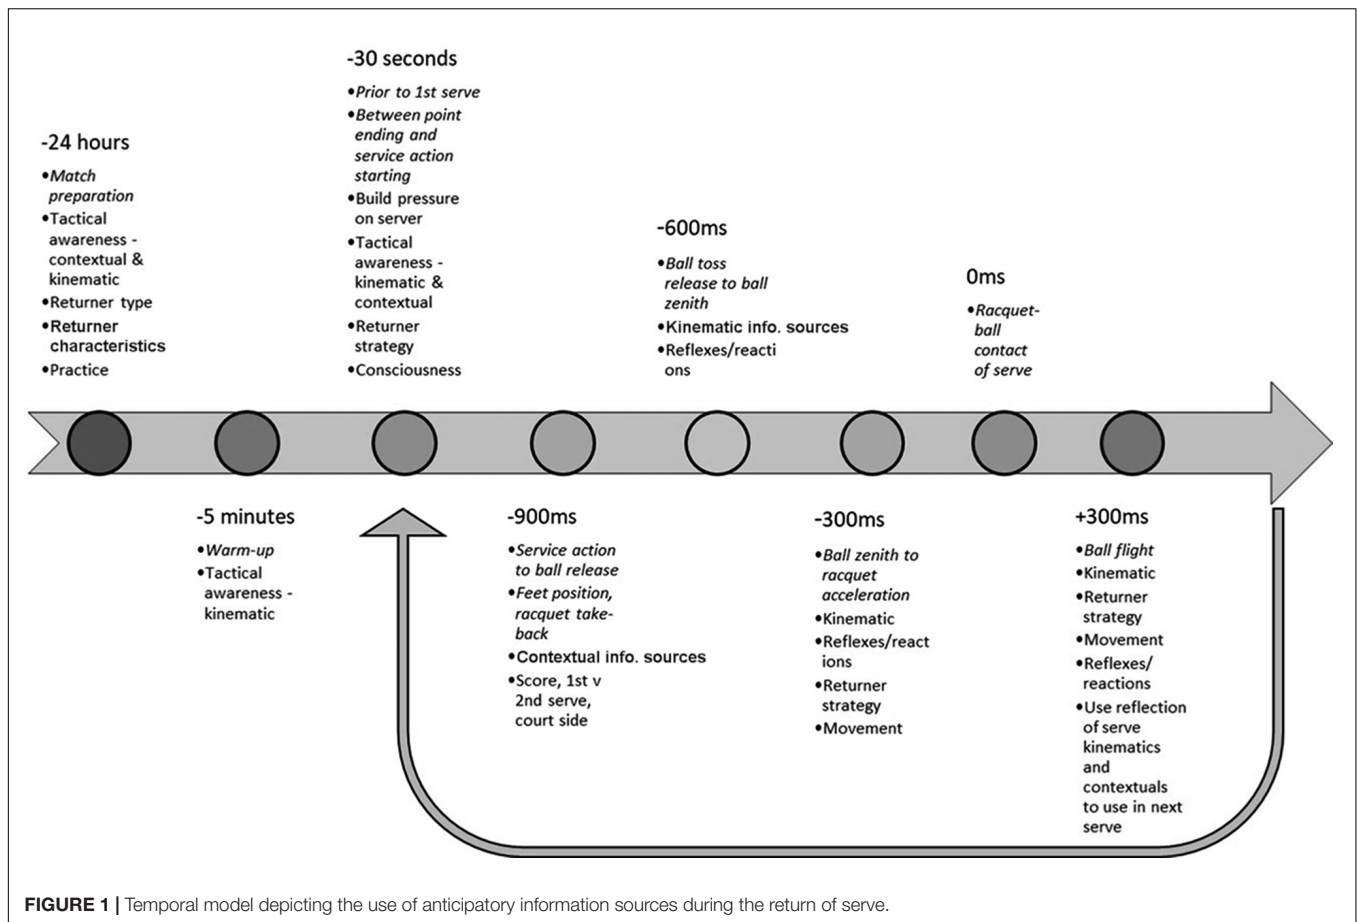 -24 hours
•Match
preparation
•Tactical
awareness -
contextual &
kinematic
•Returner type
•Returner
characteristics
•Practice
-5 minutes
•Warm-up
•Tactical
awareness -
kinematic
-30 seconds
•Prior to 1st serve
•Between point
ending and
service action
starting
•Build pressure
on server
•Tactical
awareness -
kinematic &
contextual
•Returner
strategy
•Consciousness
-900ms
•Service action
to ball release
•Feet position,
racquet take-
back
•Contextual info. sources
•Score, 1st v
2nd serve,
court side
-600ms
•Ball toss
release to ball
zenith
•Kinematic info. sources
•Reflexes/reacti
ons
-300ms
•Ball zenith to
racquet
acceleration
•Kinematic
•Reflexes/react
ions
•Returner
strategy
•Movement
0ms
•Racquet-
ball
contact
of serve
+300ms
•Ball flight
•Kinematic
•Returner
strategy
•Movement
•Reflexes/
reactions
•Use reflection
of serve
kinematics
and
contextuals
to use in next
serve
FIGURE 1 | Temporal model depicting the use of anticipatory information sources during the return of serve.